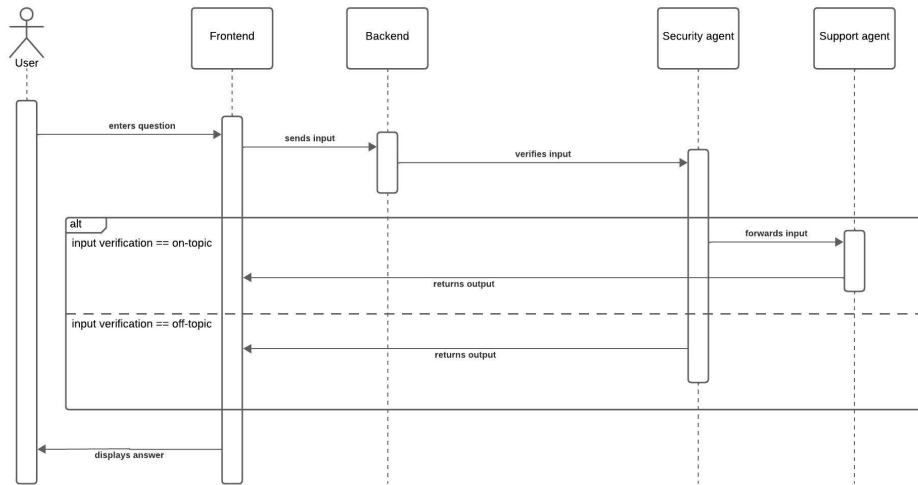 Frontend
Backend
Security agent
Support agent
User
enters question
sends input
verifies input
alt
forwards input
input verification == on-topic
returns output
input verification == off-topic
returns output
displays answer